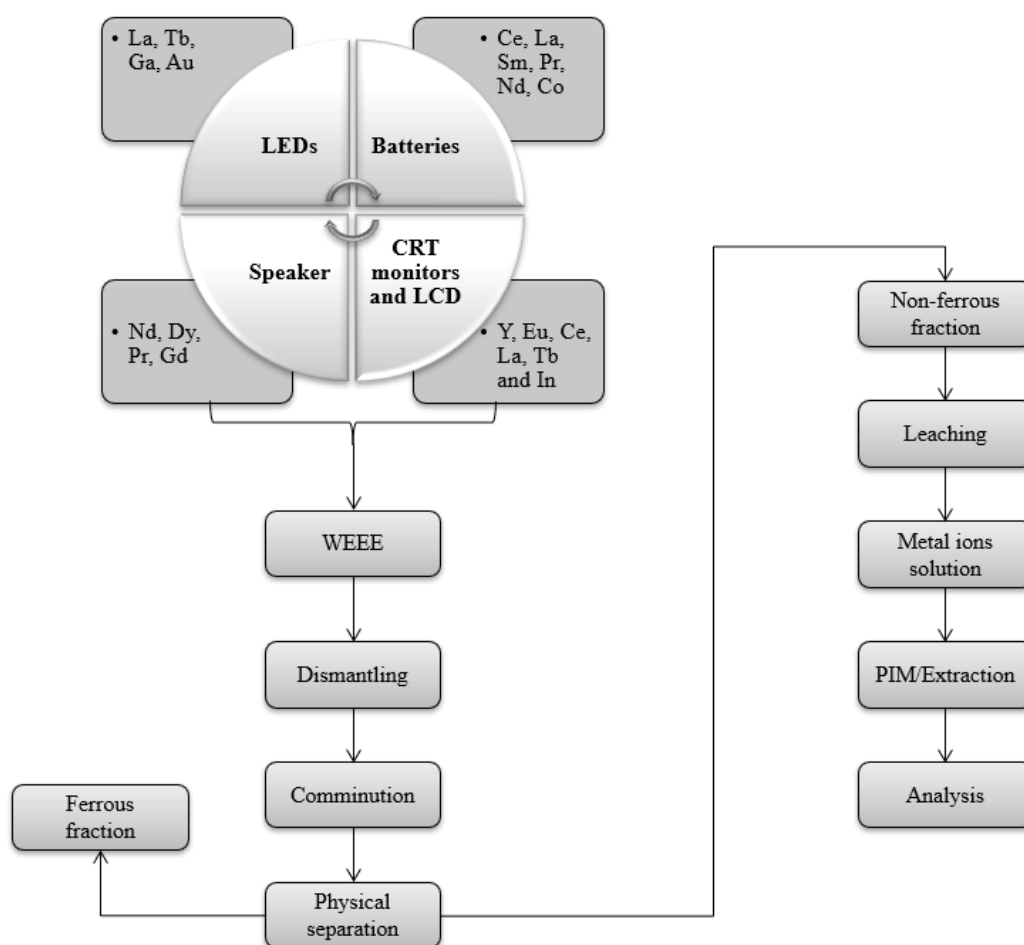 • La, Tb,
Ga, Au
• Ce, La,
Sm, Pr,
Nd, Co
LEDs
Batteries
Speaker
CRT
monitors
and LCD
• Nd, Dy,
Pr, Gd
• Y, Eu, Ce,
La, Tb
and In
WEEE
Dismantling
Comminution
Physical
separation
Ferrous
fraction
Non-ferrous
fraction
Leaching
Metal ions
solution
PIM/Extraction
Analysis